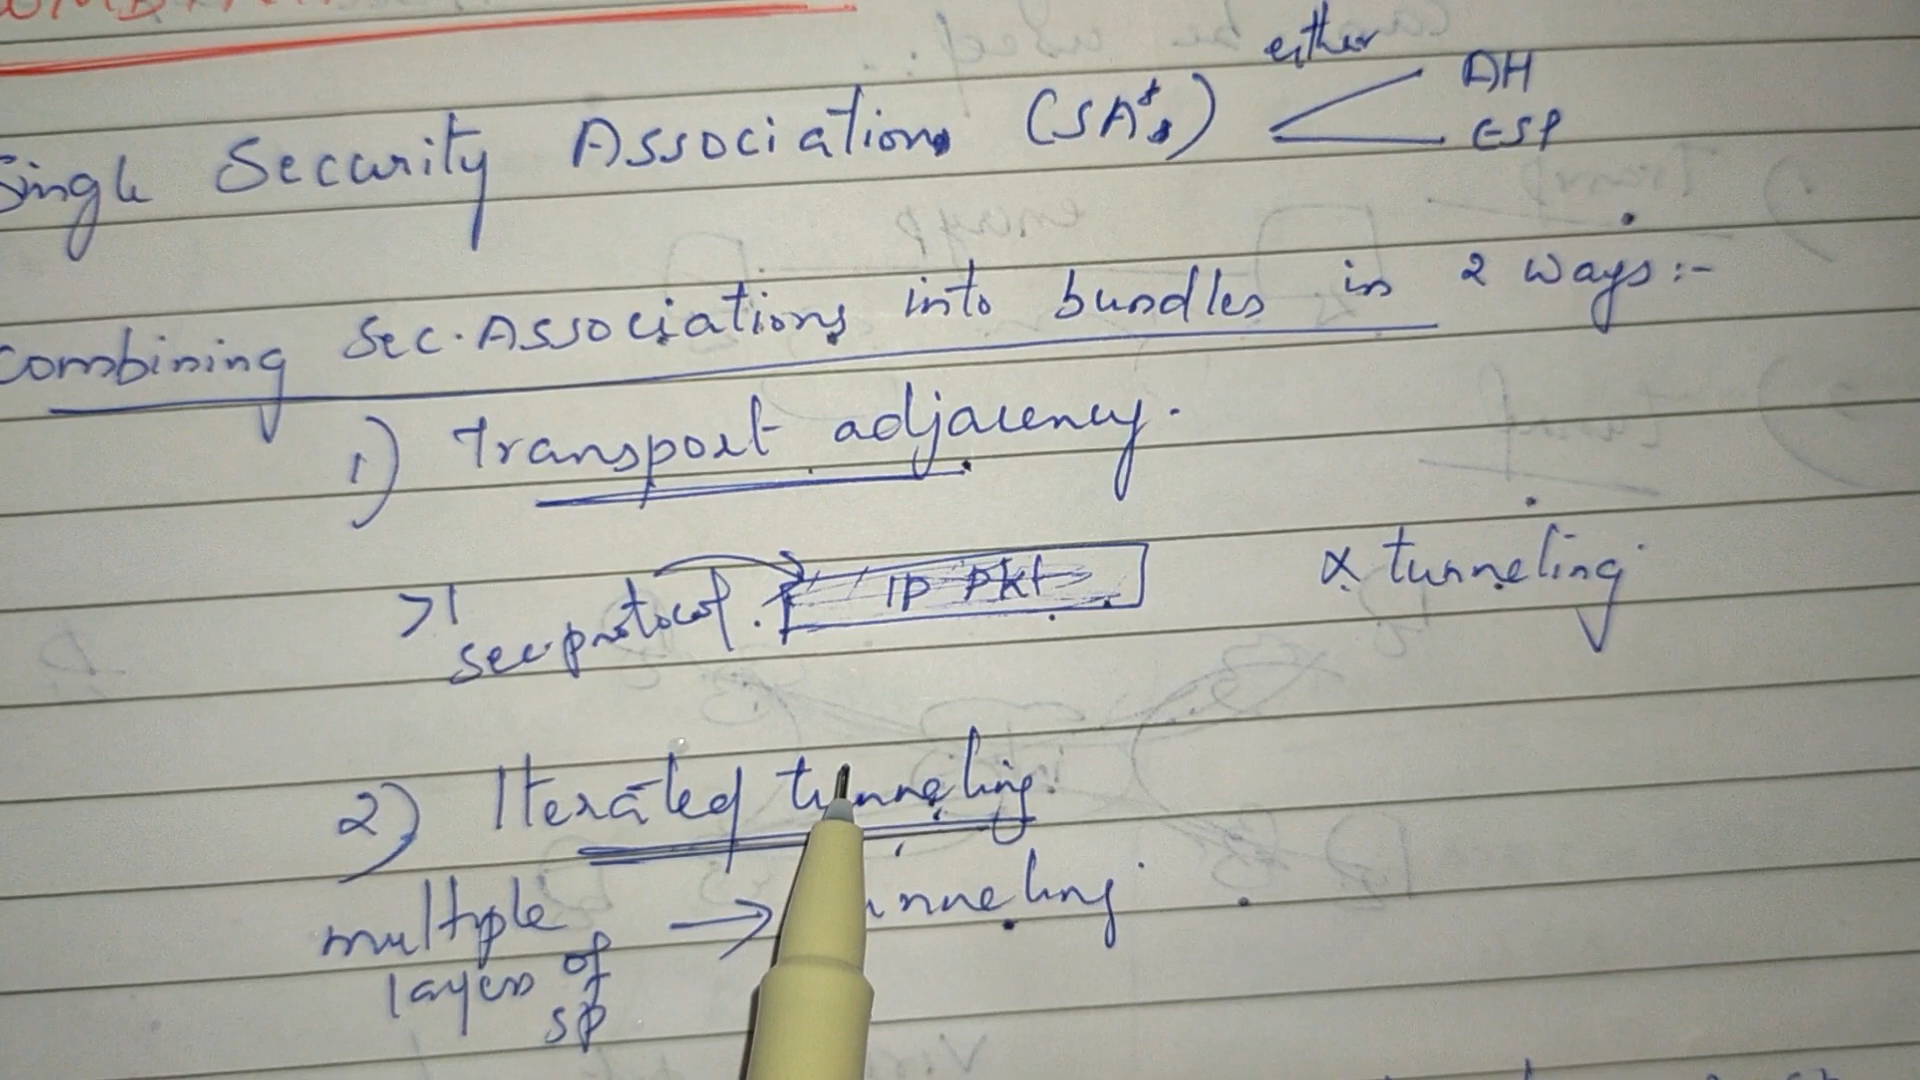 either
Single Security Associations (SA's) AH
ESP
Combining Sec. Associations into bundles in 2 ways:-
1) Transport adjacency.
>1 sec. protocol. IP Pkt x tunneling
2) Iterated tunneling.
multiple layers of SP → tunneling